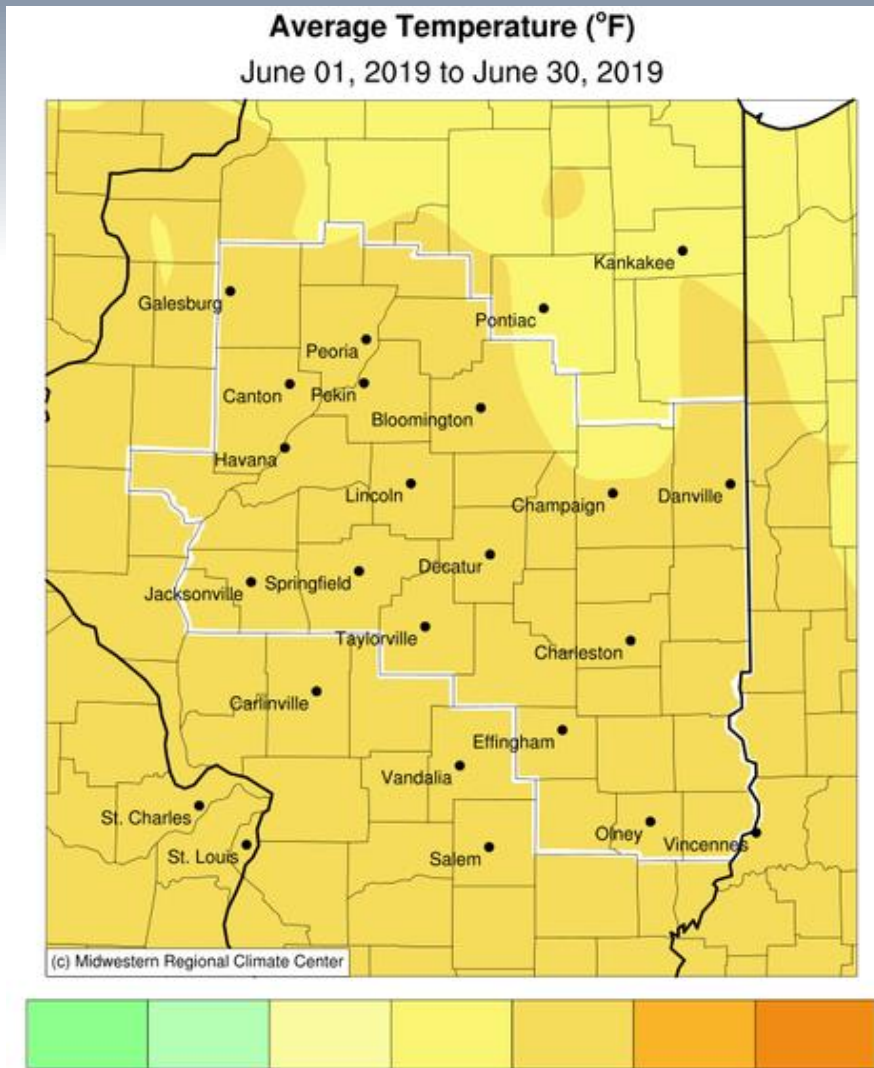 Average Temperature (°F)
June 01, 2019 to June 30, 2019
Kankakee
Galesburg
Pontiac
Peoria
Canton
Pekin
Bloomington
Havana
Lincoln
Champaign
Danville
Decatur
Springfield
Jacksonville
Taylorville
Charleston
Carlinville
Effingham
Vandalia
St. Charles
Olney
Vincennes
St. Louis
Salem
(c) Midwestern Regional Climate Center